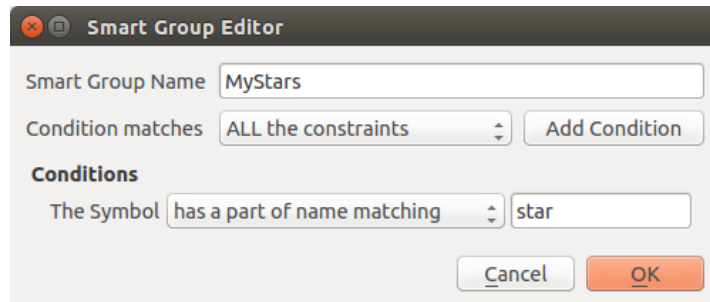 Smart Group Editor
Smart Group Name MyStars
Condition matches ALL the constraints Add Condition
Conditions
The Symbol has a part of name matching star
Cancel OK